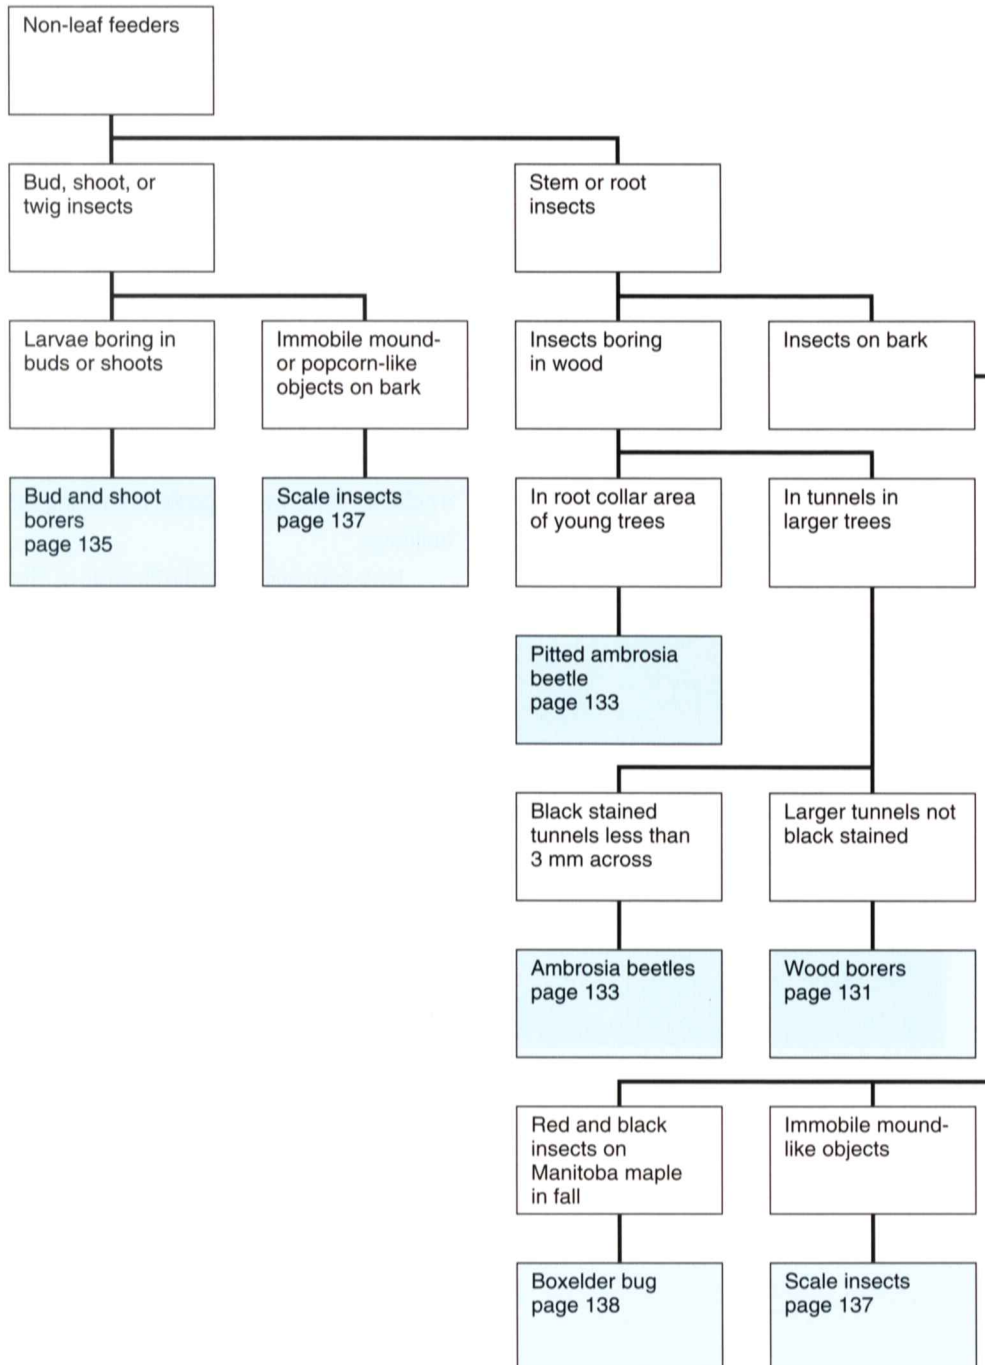 Non-leaf feeders
Bud, shoot, or
twig insects
Stem or root
insects
Larvae boring in
buds or shoots
Immobile mound-
or popcorn-like
objects on bark
Insects boring
in wood
Insects on bark
Bud and shoot
borers
page 135
Scale insects
page 137
In root collar area
of young trees
In tunnels in
larger trees
Pitted ambrosia
beetle
page 133
Black stained
tunnels less than
3 mm across
Larger tunnels not
black stained
Ambrosia beetles
page 133
Wood borers
page 131
Red and black
insects on
Manitoba maple
in fall
Immobile mound-
like objects
Boxelder bug
page 138
Scale insects
page 137